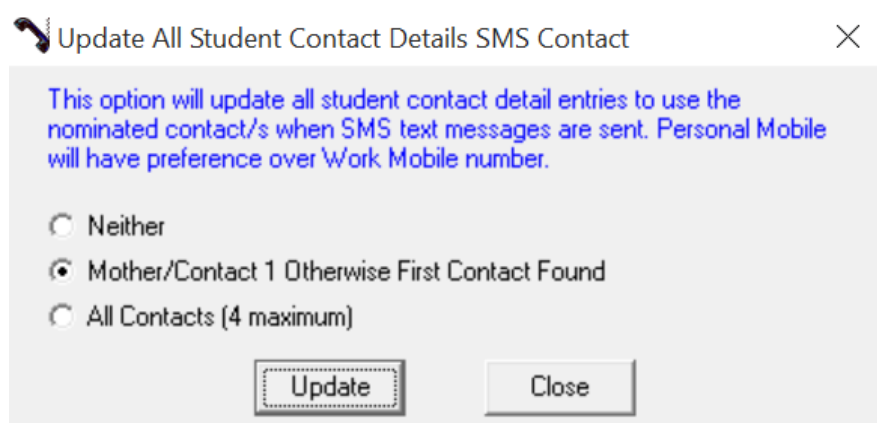 Update All Student Contact Details SMS Contact
This option will update all student contact detail entries to use the
nominated contact/s when SMS text messages are sent. Personal Mobile
will have preference over Work Mobile number.
Neither
Mother/Contact 1 Otherwise First Contact Found
All Contacts (4 maximum)
Update Close